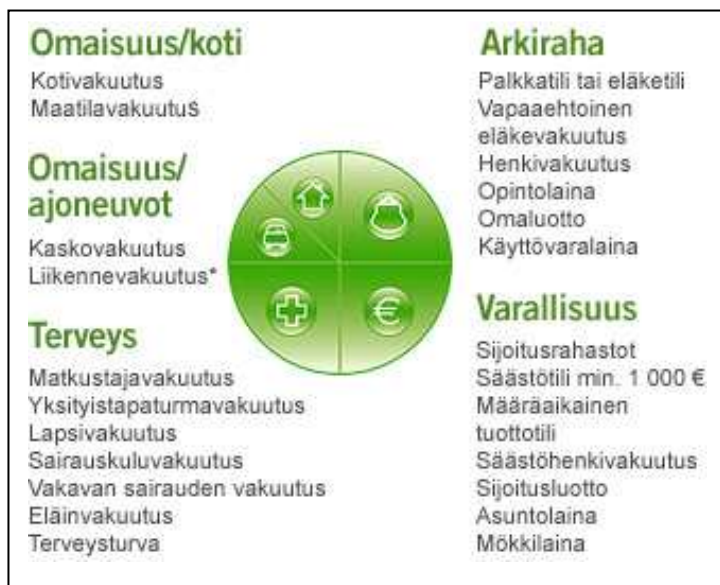 Omaisuus/koti
Kotivakuutus
Maatilavakuutus
Omaisuus/
ajoneuvot
Kaskovakuutus
Liikennevakuutus*
Terveys
Matkustajavakuutus
Yksityistapaturmavakuutus
Lapsivakuutus
Sairauskuluvakuutus
Vakavan sairauden vakuutus
Eläinvakuutus
Terveysturva
Arkiraha
Palkkatili tai eläketili
Vapaaehtoinen
eläkevakuutus
Henkivakuutus
Opintolaina
Omaluotto
Käyttövaralaina
Varallisuus
Sijoitusrahastot
Säästötili min. 1 000 €
Määräaikainen
tuottotili
Säästöhenkivakuutus
Sijoitusluotto
Asuntolaina
Mökkilaina
€